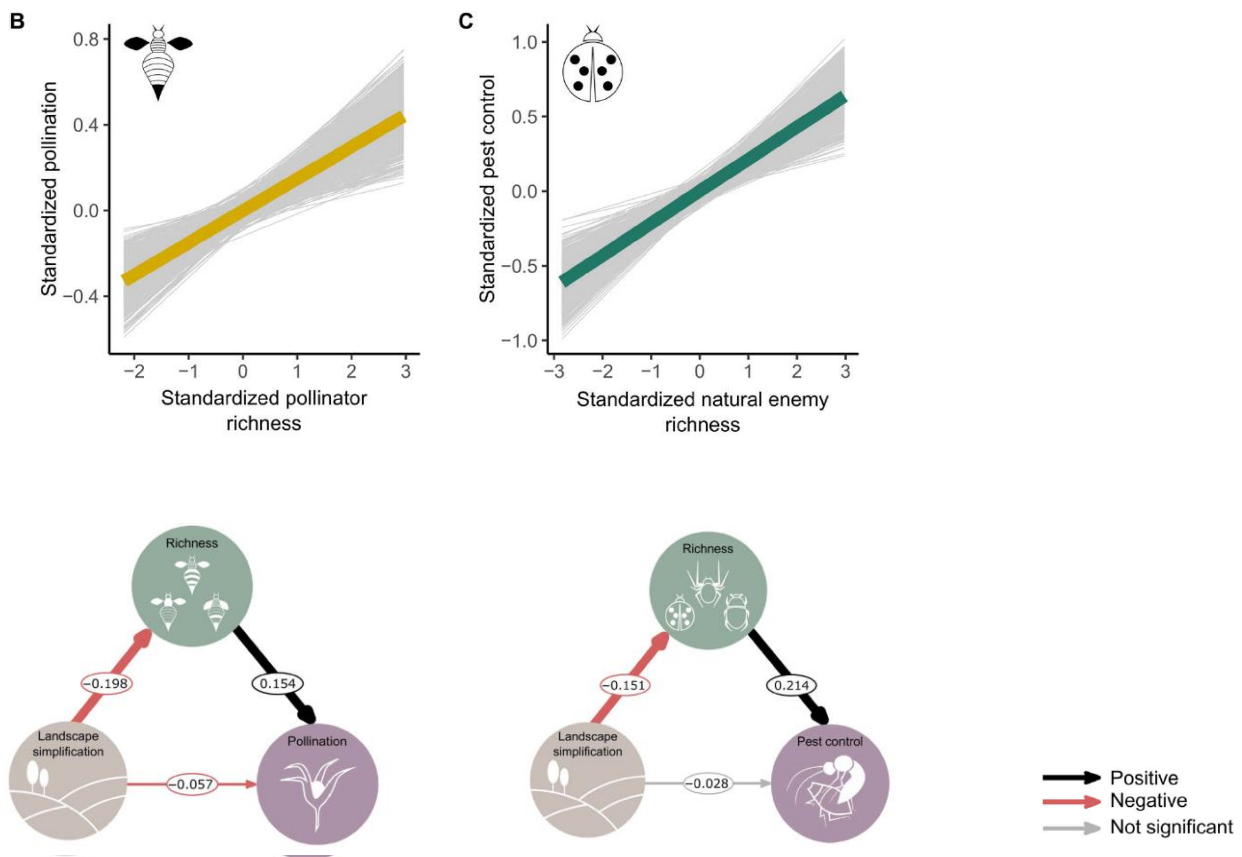 B
0.8
0.4
0.0
−0.4
Standardized pollination
−2 −1 0 1 2 3
Standardized pollinator
richness
C
1.0
0.5
0.0
−0.5
−1.0
Standardized pest control
−3 −2 −1 0 1 2 3
Standardized natural enemy
richness
Richness
−0.198
0.154
Landscape
simplification
−0.057
Pollination
Richness
−0.151
0.214
Landscape
simplification
−0.028
Pest control
Positive
Negative
Not significant